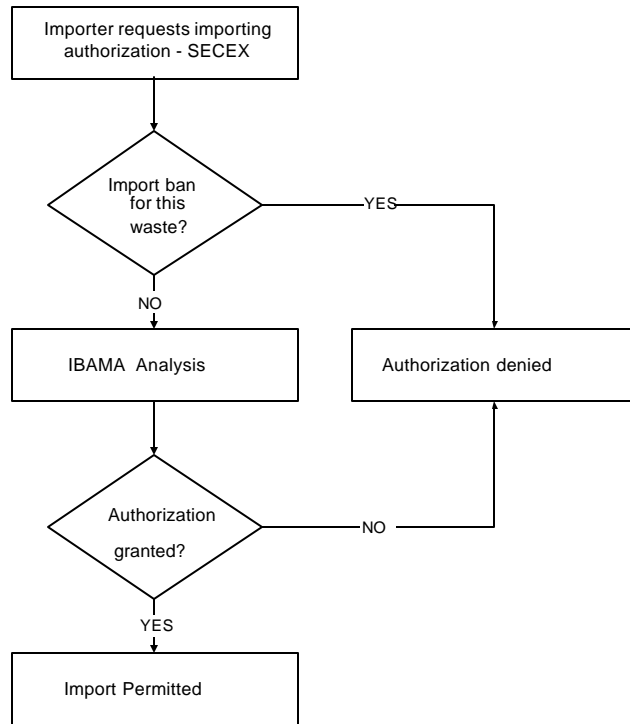 Importer requests importing
authorization - SECEX
Import ban
for this
waste?
YES
NO
IBAMA Analysis
Authorization denied
Authorization
granted?
NO
YES
Import Permitted